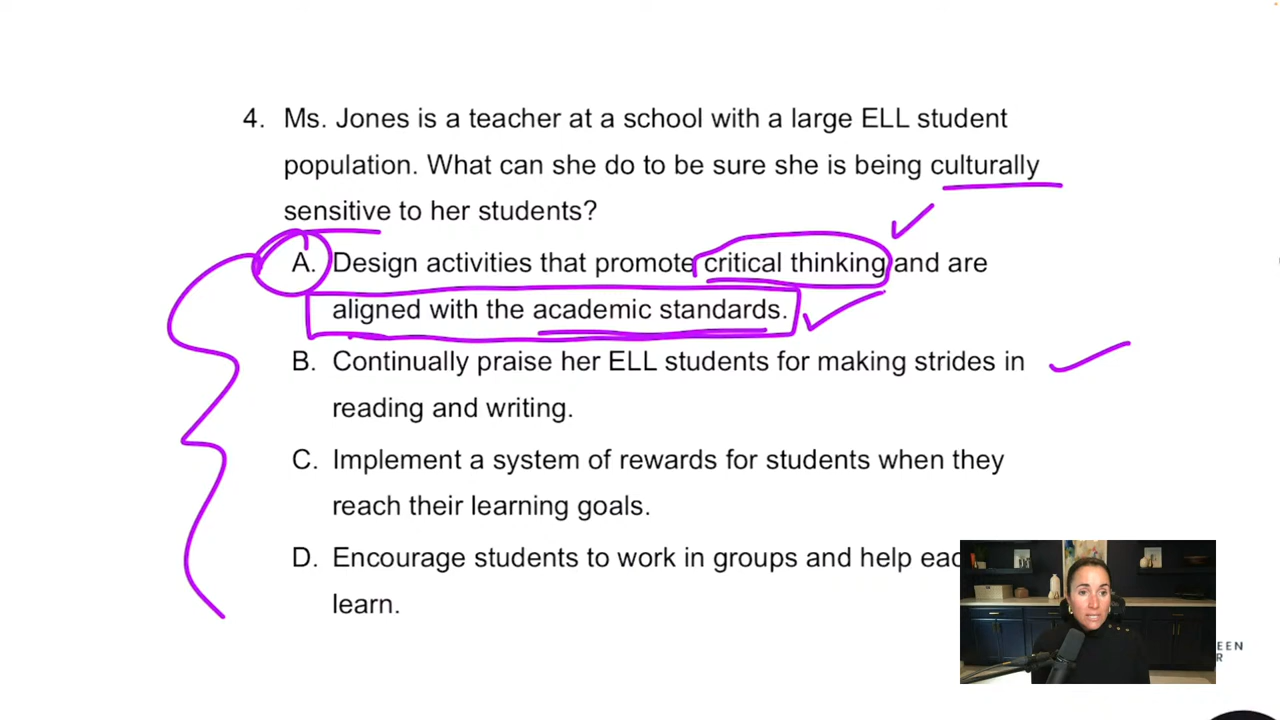 4. Ms. Jones is a teacher at a school with a large ELL student
population. What can she do to be sure she is being culturally
sensitive to her students?
A. Design activities that promote critical thinking and are
aligned with the academic standards.
B. Continually praise her ELL students for making strides in
reading and writing.
C. Implement a system of rewards for students when they
reach their learning goals.
D. Encourage students to work in groups and help
learn.